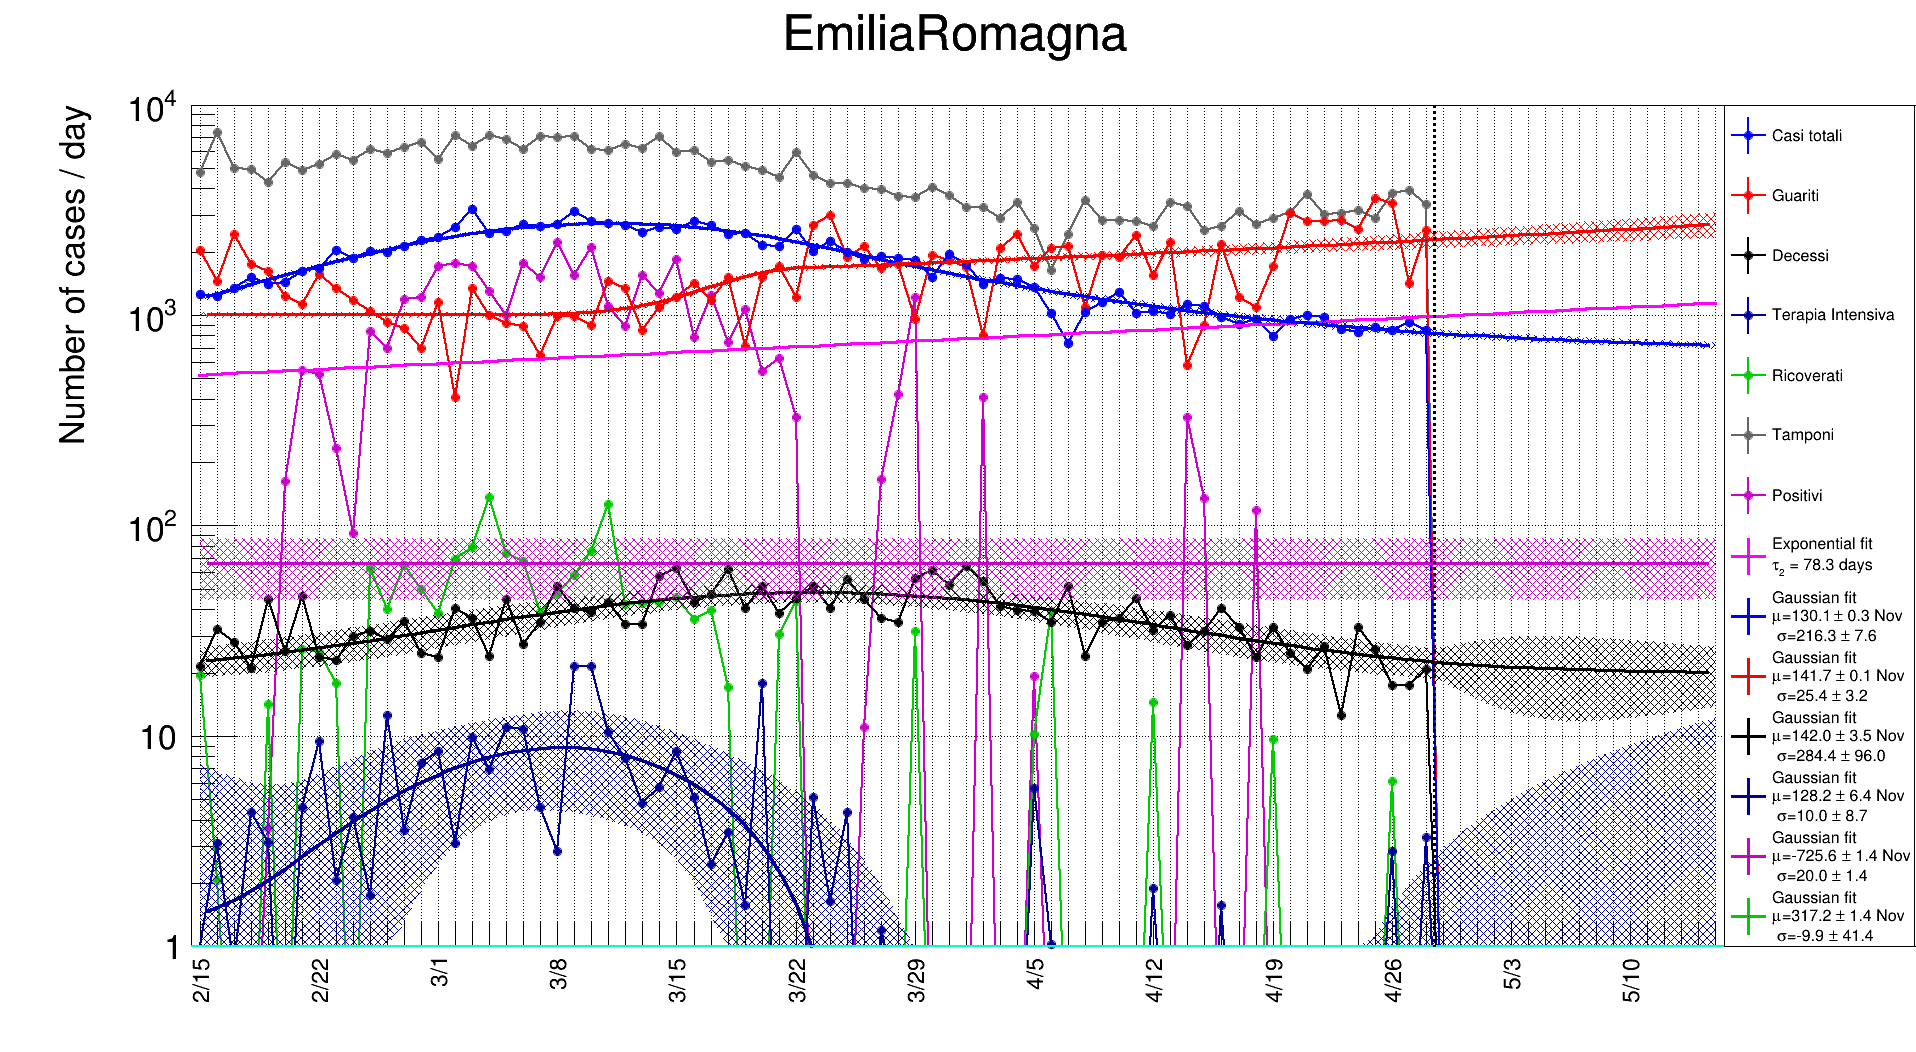 EmiliaRomagna
Number of cases / day
10⁴
10³
10²
10
1
2/15
2/22
3/1
3/8
3/15
3/22
3/29
4/5
4/12
4/19
4/26
5/3
5/10
Casi totali
Guariti
Decessi
Terapia Intensiva
Ricoverati
Tamponi
Positivi
Exponential fit
τ₂ = 78.3 days
Gaussian fit
μ=130.1 ± 0.3 Nov
σ=216.3 ± 7.6
Gaussian fit
μ=141.7 ± 0.1 Nov
σ=25.4 ± 3.2
Gaussian fit
μ=142.0 ± 3.5 Nov
σ=284.4 ± 96.0
Gaussian fit
μ=128.2 ± 6.4 Nov
σ=10.0 ± 8.7
Gaussian fit
μ=-725.6 ± 1.4 Nov
σ=20.0 ± 1.4
Gaussian fit
μ=317.2 ± 1.4 Nov
σ=-9.9 ± 41.4